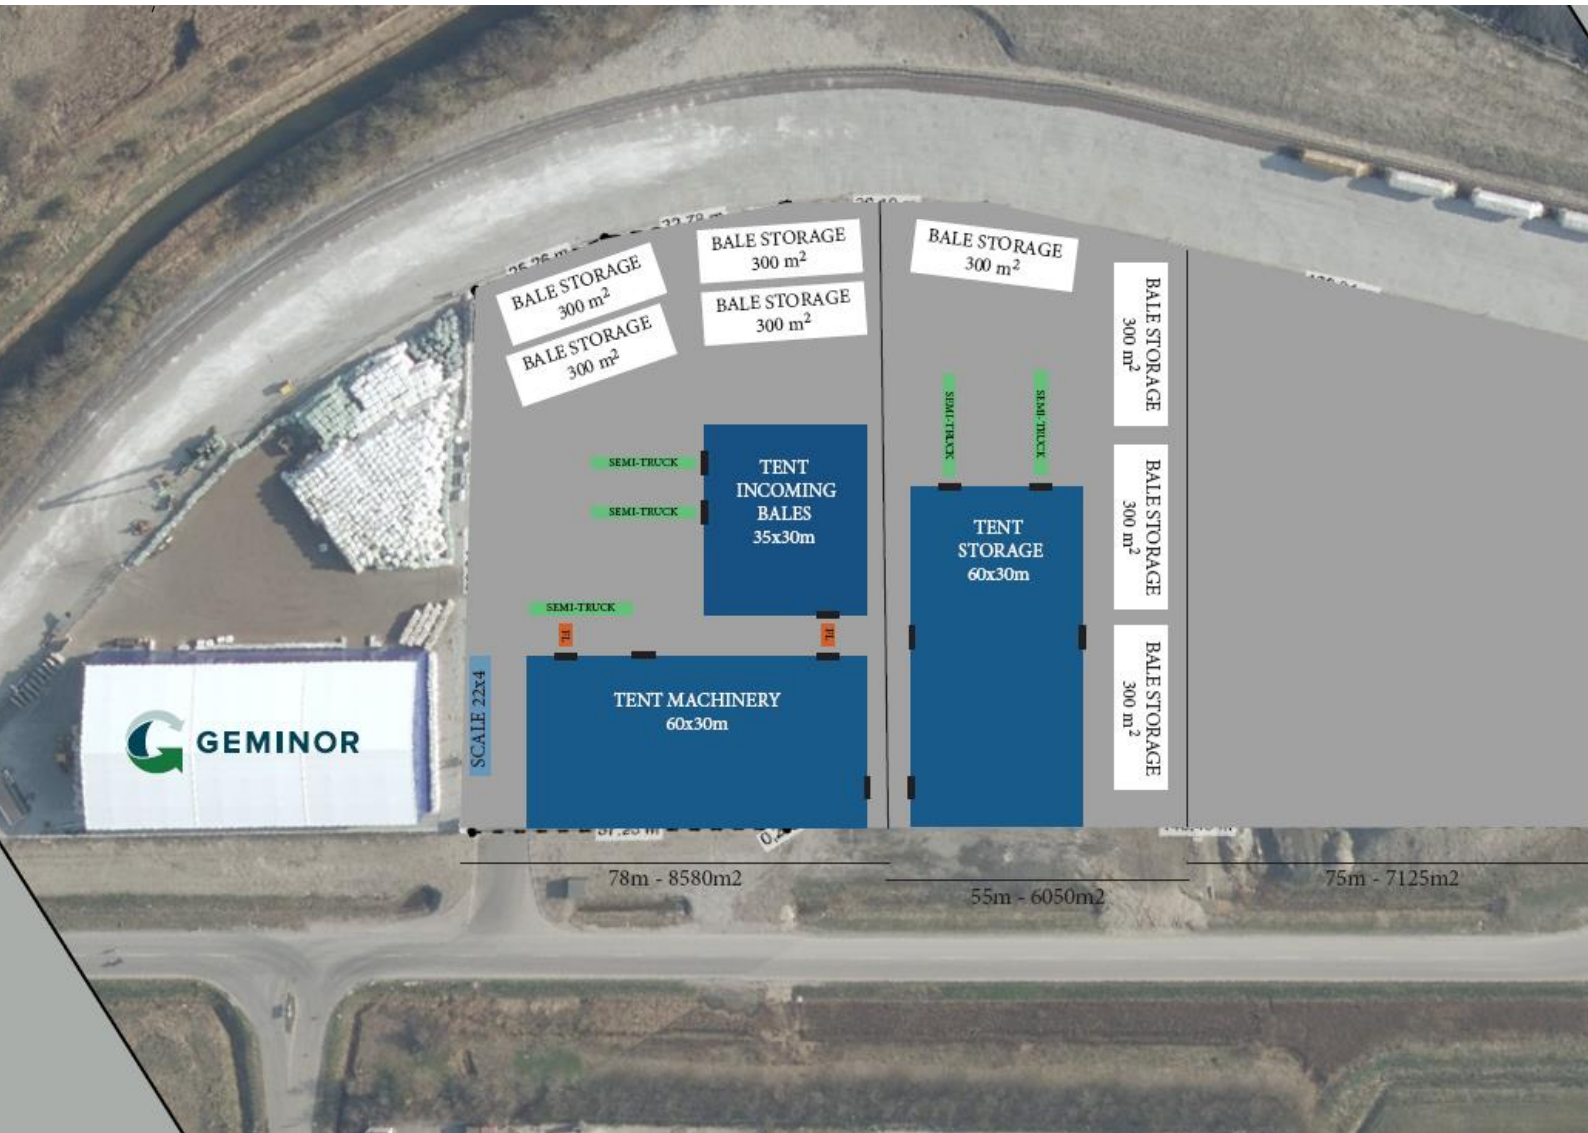 BALE STORAGE
300 m²
BALE STORAGE
300 m²
BALE STORAGE
300 m²
BALE STORAGE
300 m²
BALE STORAGE
300 m²
BALE STORAGE
300 m²
BALE STORAGE
300 m²
BALE STORAGE
300 m²
SEMI-TRUCK
SEMI-TRUCK
SEMI-TRUCK
SEMI-TRUCK
TENT
INCOMING
BALES
35x30m
TENT
STORAGE
60x30m
SEMI-TRUCK
FL
FL
SCALE 22x4
TENT MACHINERY
60x30m
GEMINOR
78m - 8580m2
55m - 6050m2
75m - 7125m2